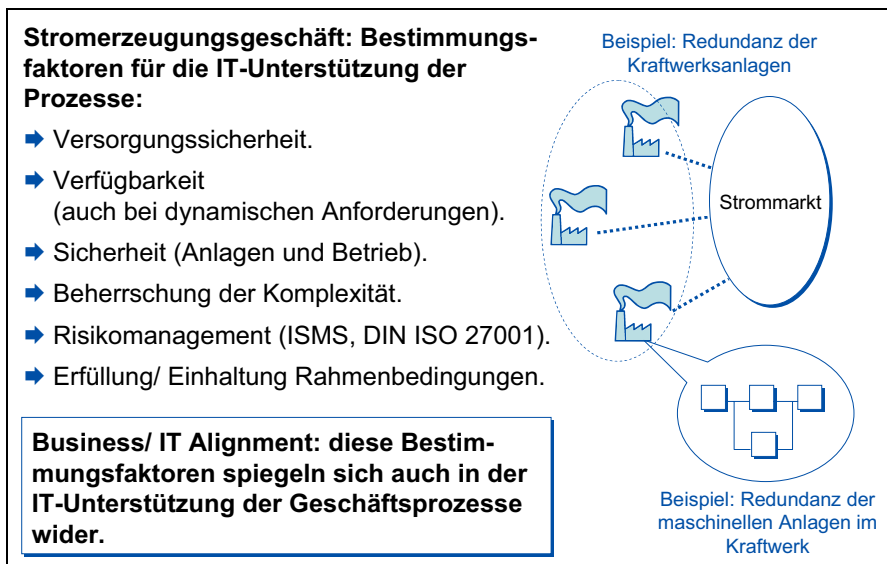 Stromerzeugungsgeschäft: Bestimmungs-
faktoren für die IT-Unterstützung der
Prozesse:
Versorgungssicherheit.
Verfügbarkeit
(auch bei dynamischen Anforderungen).
Sicherheit (Anlagen und Betrieb).
Beherrschung der Komplexität.
Risikomanagement (ISMS, DIN ISO 27001).
Erfüllung/ Einhaltung Rahmenbedingungen.
Business/ IT Alignment: diese Bestim-
mungsfaktoren spiegeln sich auch in der
IT-Unterstützung der Geschäftsprozesse
wider.
Beispiel: Redundanz der
Kraftwerksanlagen
Strommarkt
Beispiel: Redundanz der
maschinellen Anlagen im
Kraftwerk